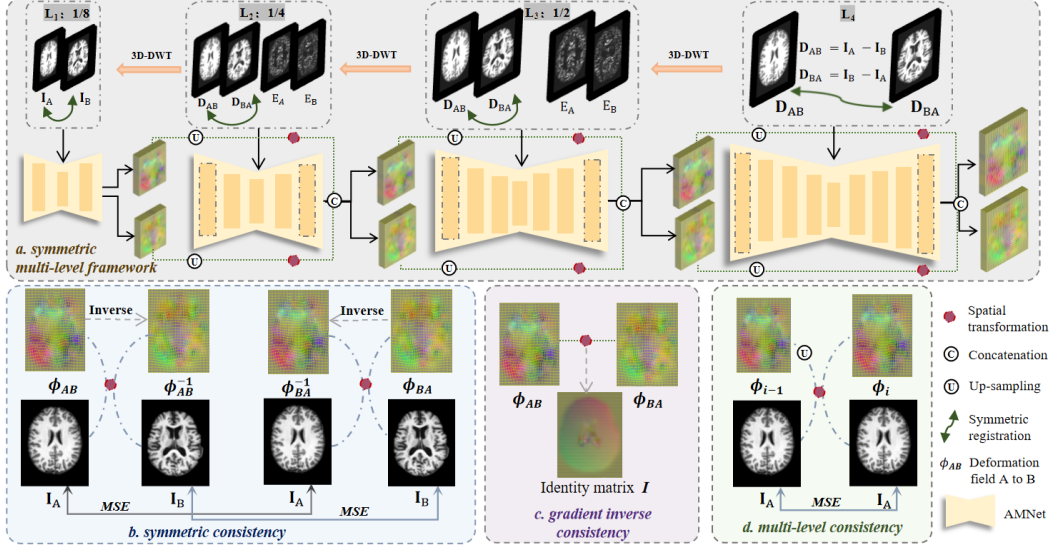 L₁: 1/8
L₂: 1/4
L₃: 1/2
L₄
3D-DWT
3D-DWT
3D-DWT
I_A I_B
D_AB D_BA E_A E_B
D_AB D_BA E_A E_B
D_AB = I_A − I_B
D_BA = I_B − I_A
D_AB D_BA
U U U
C C C
U U U
a. symmetric
multi-level framework
Inverse Inverse
ϕ_AB ϕ_AB^-1 ϕ_BA^-1 ϕ_BA
I_A I_B I_A I_B
MSE MSE
b. symmetric consistency
ϕ_AB ϕ_BA
Identity matrix I
c. gradient inverse
consistency
U
ϕ_i−1 ϕ_i
I_A MSE I_A
d. multi-level consistency
Spatial
transformation
C Concatenation
U Up-sampling
Symmetric
registration
ϕ_AB Deformation
field A to B
AMNet